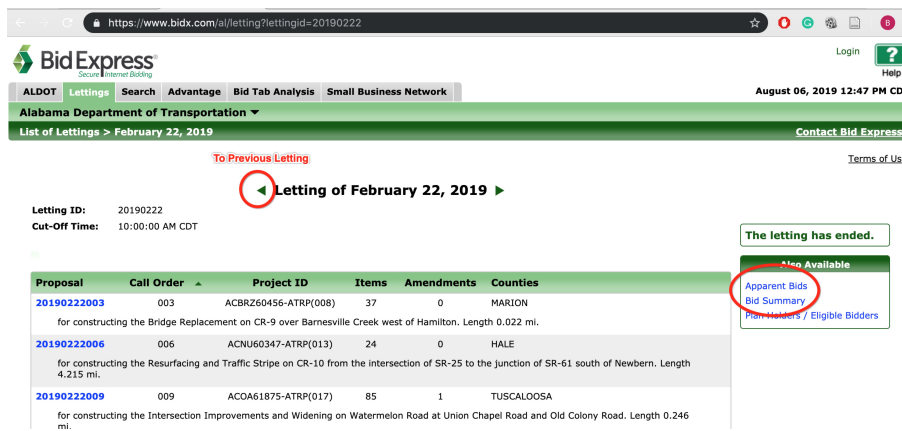 https://www.bidx.com/al/letting?lettingid=20190222
B
Bid Express®
Secure Internet Bidding
Login
?
Help
ALDOT Lettings Search Advantage Bid Tab Analysis Small Business Network
August 06, 2019 12:47 PM CD
Alabama Department of Transportation
List of Lettings > February 22, 2019
Contact Bid Express
To Previous Letting
Terms of Us
Letting of February 22, 2019
Letting ID: 20190222
Cut-Off Time: 10:00:00 AM CDT
The letting has ended.
Also Available
Apparent Bids
Bid Summary
Plan Holders / Eligible Bidders
Proposal Call Order Project ID Items Amendments Counties
20190222003 003 ACBRZ60456-ATRP(008) 37 0 MARION
for constructing the Bridge Replacement on CR-9 over Barnesville Creek west of Hamilton. Length 0.022 mi.
20190222006 006 ACNU60347-ATRP(013) 24 0 HALE
for constructing the Resurfacing and Traffic Stripe on CR-10 from the intersection of SR-25 to the junction of SR-61 south of Newbern. Length
4.215 mi.
20190222009 009 ACOA61875-ATRP(017) 85 1 TUSCALOOSA
for constructing the Intersection Improvements and Widening on Watermelon Road at Union Chapel Road and Old Colony Road. Length 0.246
mi.